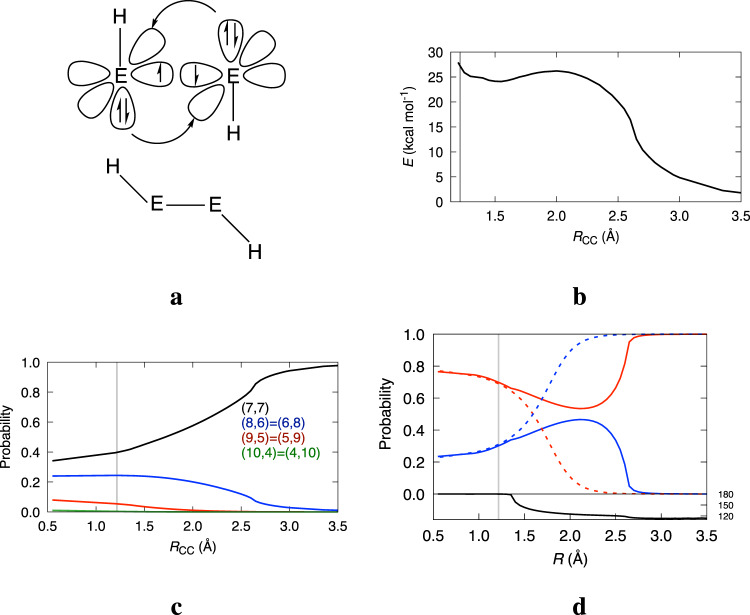 H
E
E
H
H
E
E
H
a
30
25
20
15
10
5
0
E (kcal mol⁻¹)
1.5
2.0
2.5
3.0
3.5
R_CC (Å)
b
1.0
0.8
0.6
0.4
0.2
0.0
Probability
(7,7)
(8,6)=(6,8)
(9,5)=(5,9)
(10,4)=(4,10)
0.5
1.0
1.5
2.0
2.5
3.0
3.5
R_CC (Å)
c
1.0
0.8
0.6
0.4
0.2
0.0
Probability
180
150
120
0.5
1.0
1.5
2.0
2.5
3.0
3.5
R (Å)
d